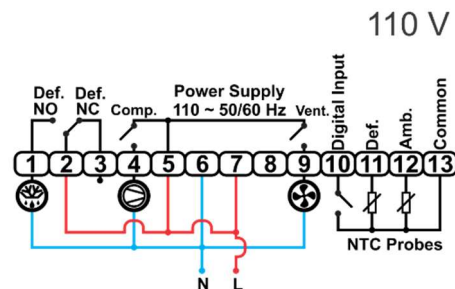 110 V
Def. NO
Def. NC
Comp.
Power Supply
110 ~ 50/60 Hz
Vent.
Digital Input
Def.
Amb.
Common
1 2 3 4 5 6 7 8 9 10 11 12 13
NTC Probes
N L